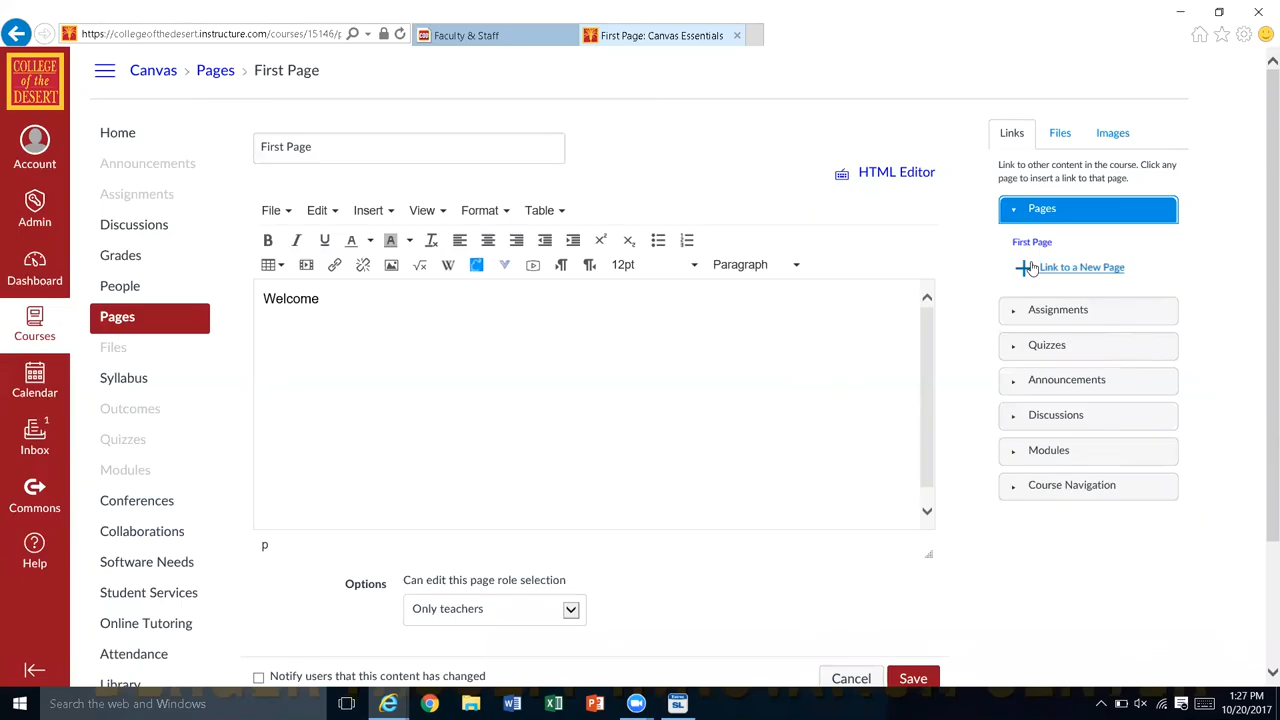 https://collegeofthedesert.instructure.com/courses/15146/p
Faculty & Staff
First Page: Canvas Essentials
COLLEGE
of the
DESERT
Canvas > Pages > First Page
Account
Admin
Dashboard
Courses
Calendar
1
Inbox
Commons
Help
Home
Announcements
Assignments
Discussions
Grades
People
Pages
Files
Syllabus
Outcomes
Quizzes
Modules
Conferences
Collaborations
Software Needs
Student Services
Online Tutoring
Attendance
Library
First Page
HTML Editor
File Edit Insert View Format Table
12pt Paragraph
Welcome
p
Options
Can edit this page role selection
Only teachers
Notify users that this content has changed
Cancel
Save
Links Files Images
Link to other content in the course. Click any
page to insert a link to that page.
Pages
First Page
Link to a New Page
Assignments
Quizzes
Announcements
Discussions
Modules
Course Navigation
Search the web and Windows
1:27 PM
10/20/2017